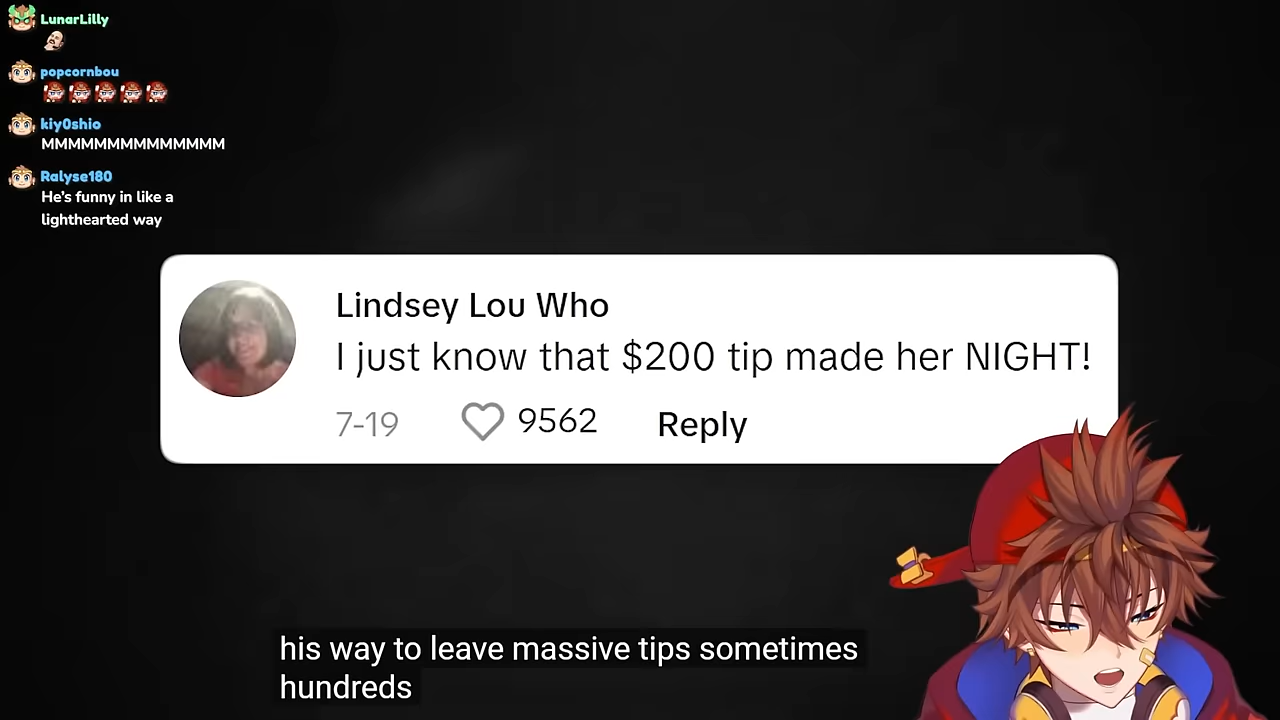 LunarLilly
popcornbou
kiy0shio
MMMMMMMMMMMMMM
Ralyse180
He's funny in like a
lighthearted way
Lindsey Lou Who
I just know that $200 tip made her NIGHT!
7-19 9562 Reply
his way to leave massive tips sometimes
hundreds